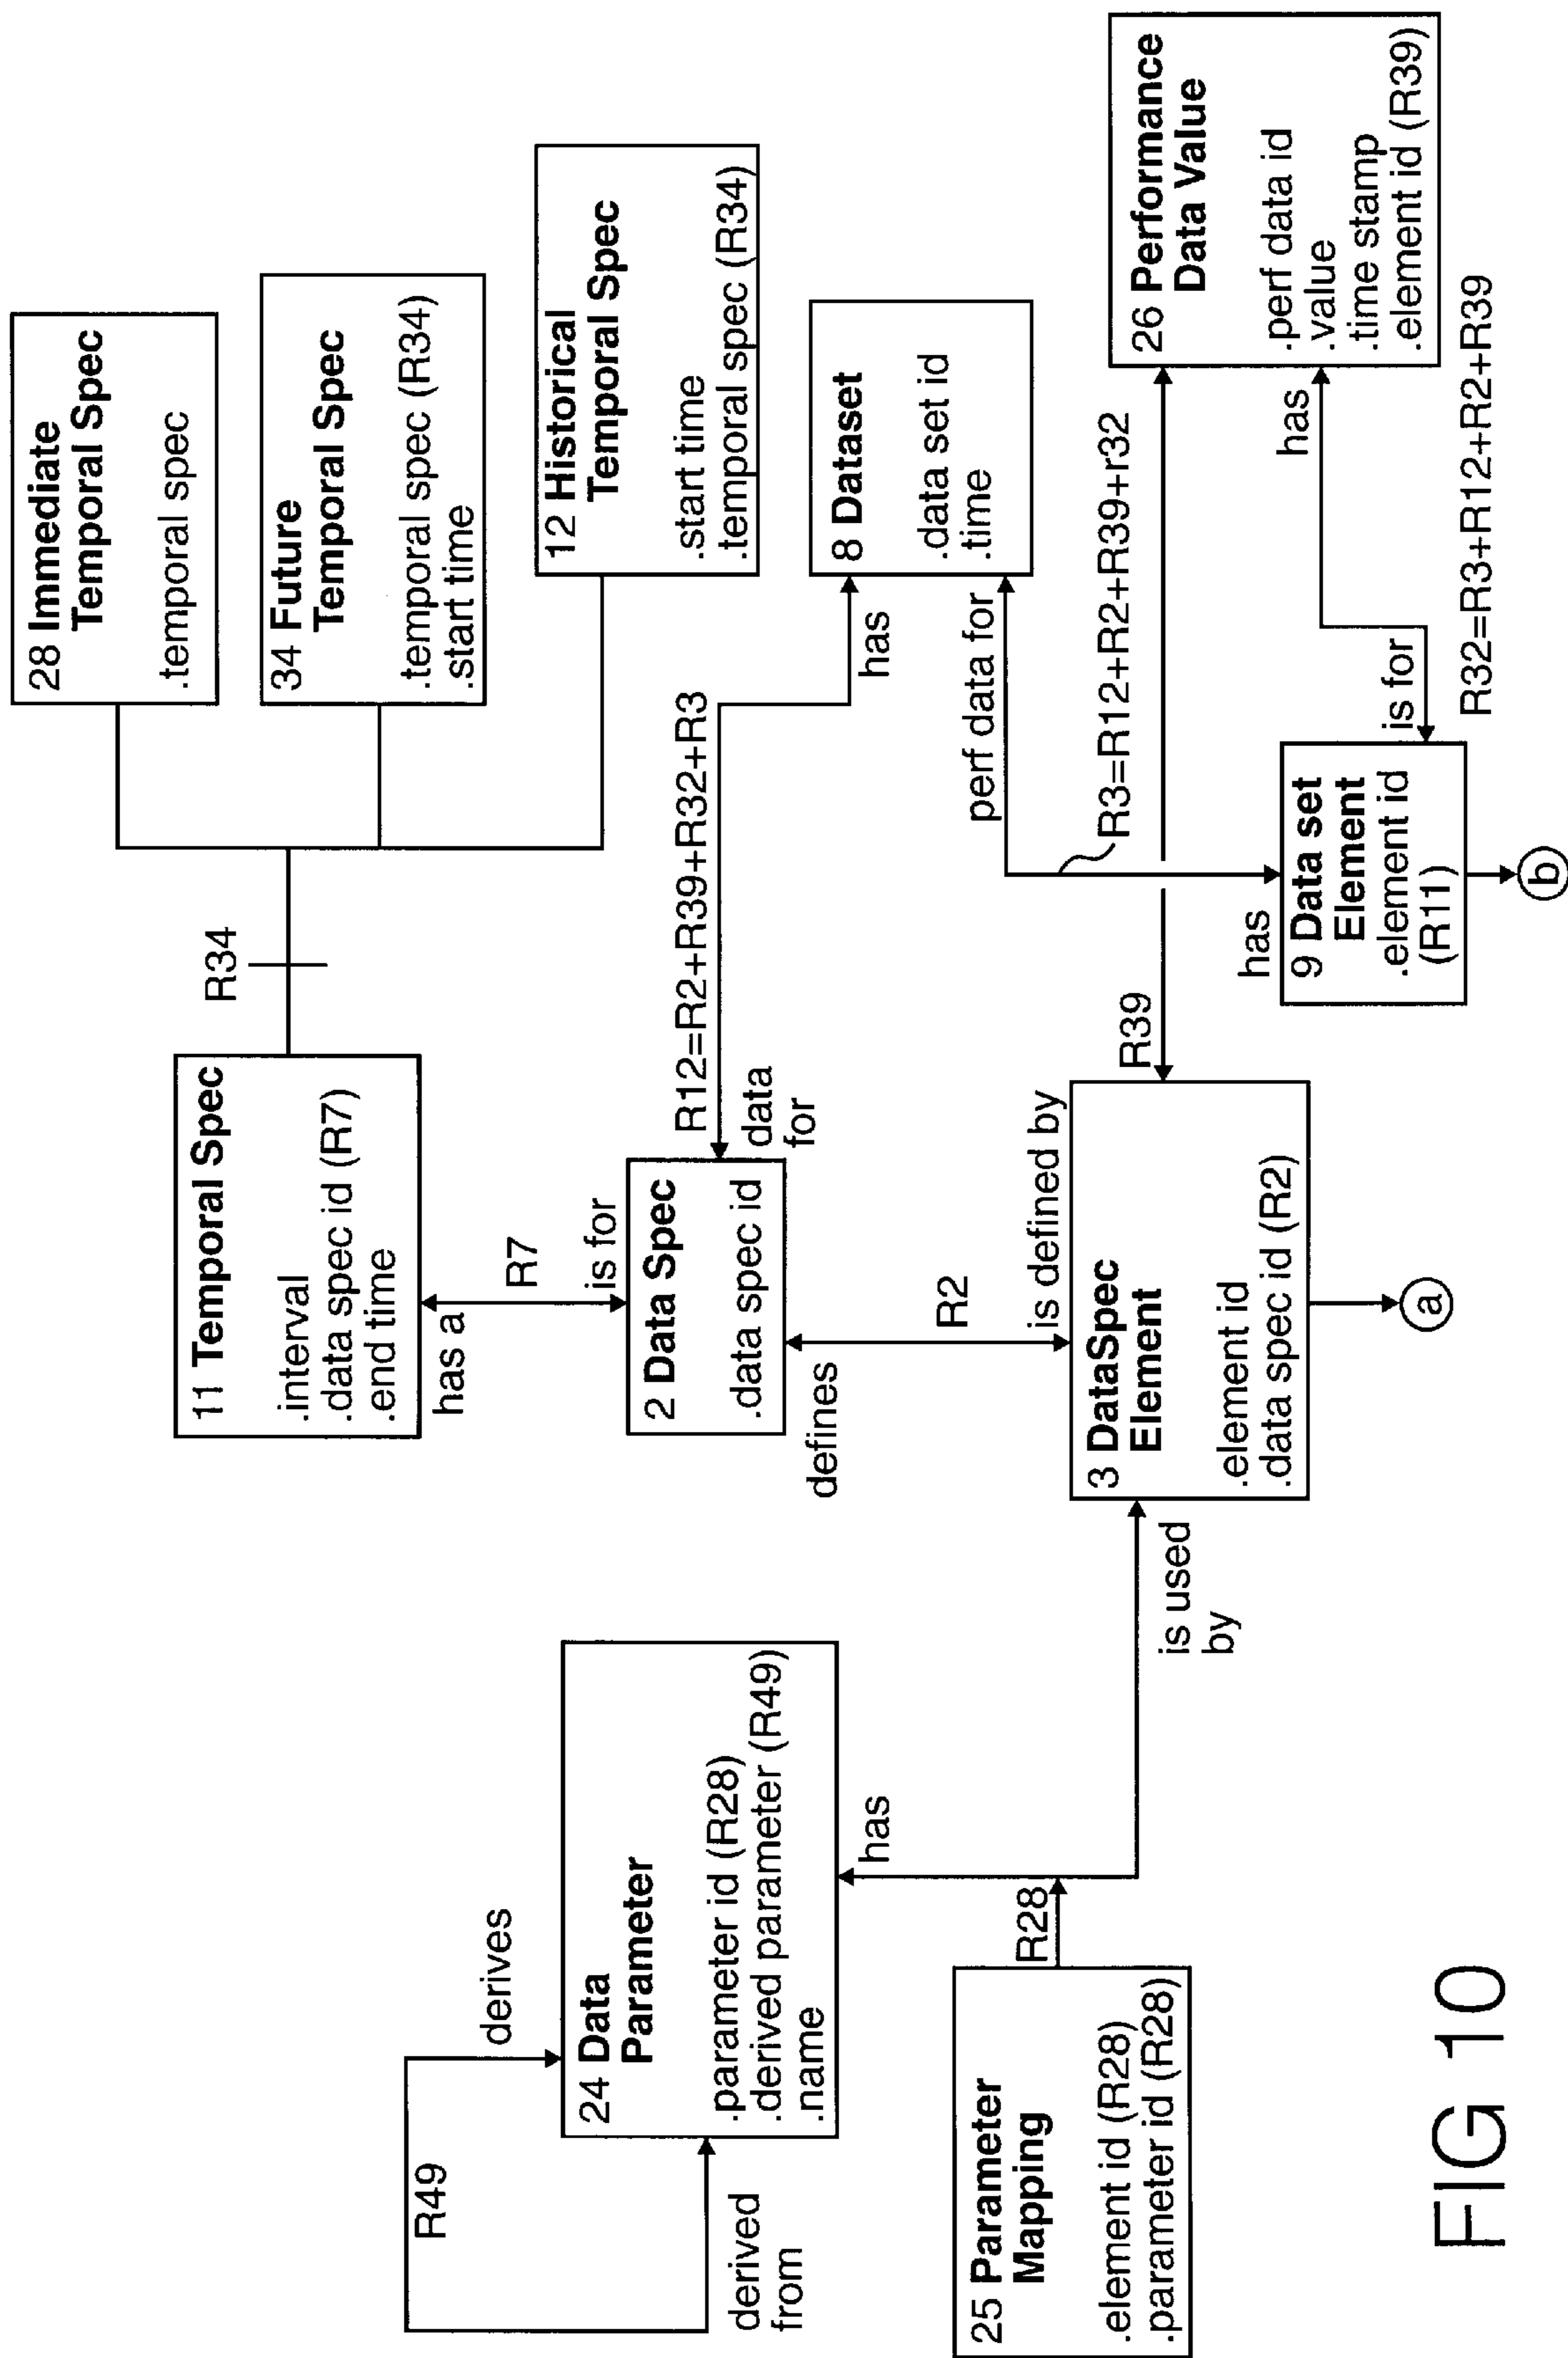 28 Immediate
Temporal Spec
.temporal spec
34 Future
Temporal Spec
.temporal spec (R34)
.start time
12 Historical
Temporal Spec
.start time
.temporal spec (R34)
R34
11 Temporal Spec
.interval
.data spec id (R7)
.end time
has a
R7
is for
2 Data Spec
.data spec id
R12=R2+R39+R32+R3
data
for
has
8 Dataset
.data set id
.time
perf data for
R3=R12+R2+R39+r32
26 Performance
Data Value
.perf data id
.value
.time stamp
.element id (R39)
has
is for
R32=R3+R12+R2+R39
has
9 Data set
Element
.element id
(R11)
b
defines
R2
is defined by
R39
3 DataSpec
Element
.element id
.data spec id (R2)
a
is used
by
R49
derives
derived
from
24 Data
Parameter
.parameter id (R28)
.derived parameter (R49)
.name
has
R28
25 Parameter
Mapping
.element id (R28)
.parameter id (R28)
FIG 10